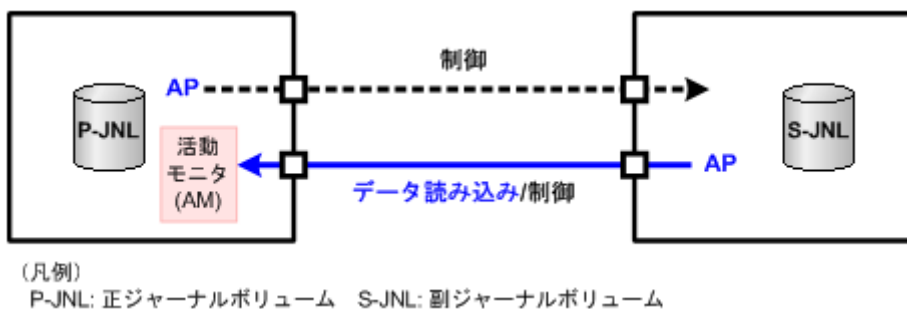 制御
AP
P-JNL
S-JNL
活動
モニタ
(AM)
AP
データ読み込み/制御
(凡例)
P-JNL: 正ジャーナルボリューム S-JNL: 副ジャーナルボリューム